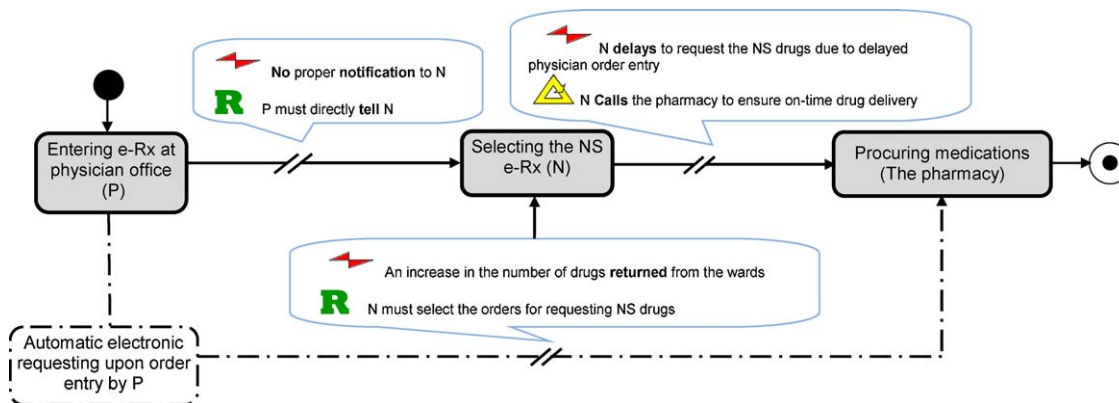 No proper notification to N
R P must directly tell N
N delays to request the NS drugs due to delayed
physician order entry
N Calls the pharmacy to ensure on-time drug delivery
Entering e-Rx at
physician office
(P)
Selecting the NS
e-Rx (N)
Procuring medications
(The pharmacy)
An increase in the number of drugs returned from the wards
R N must select the orders for requesting NS drugs
Automatic electronic
requesting upon order
entry by P